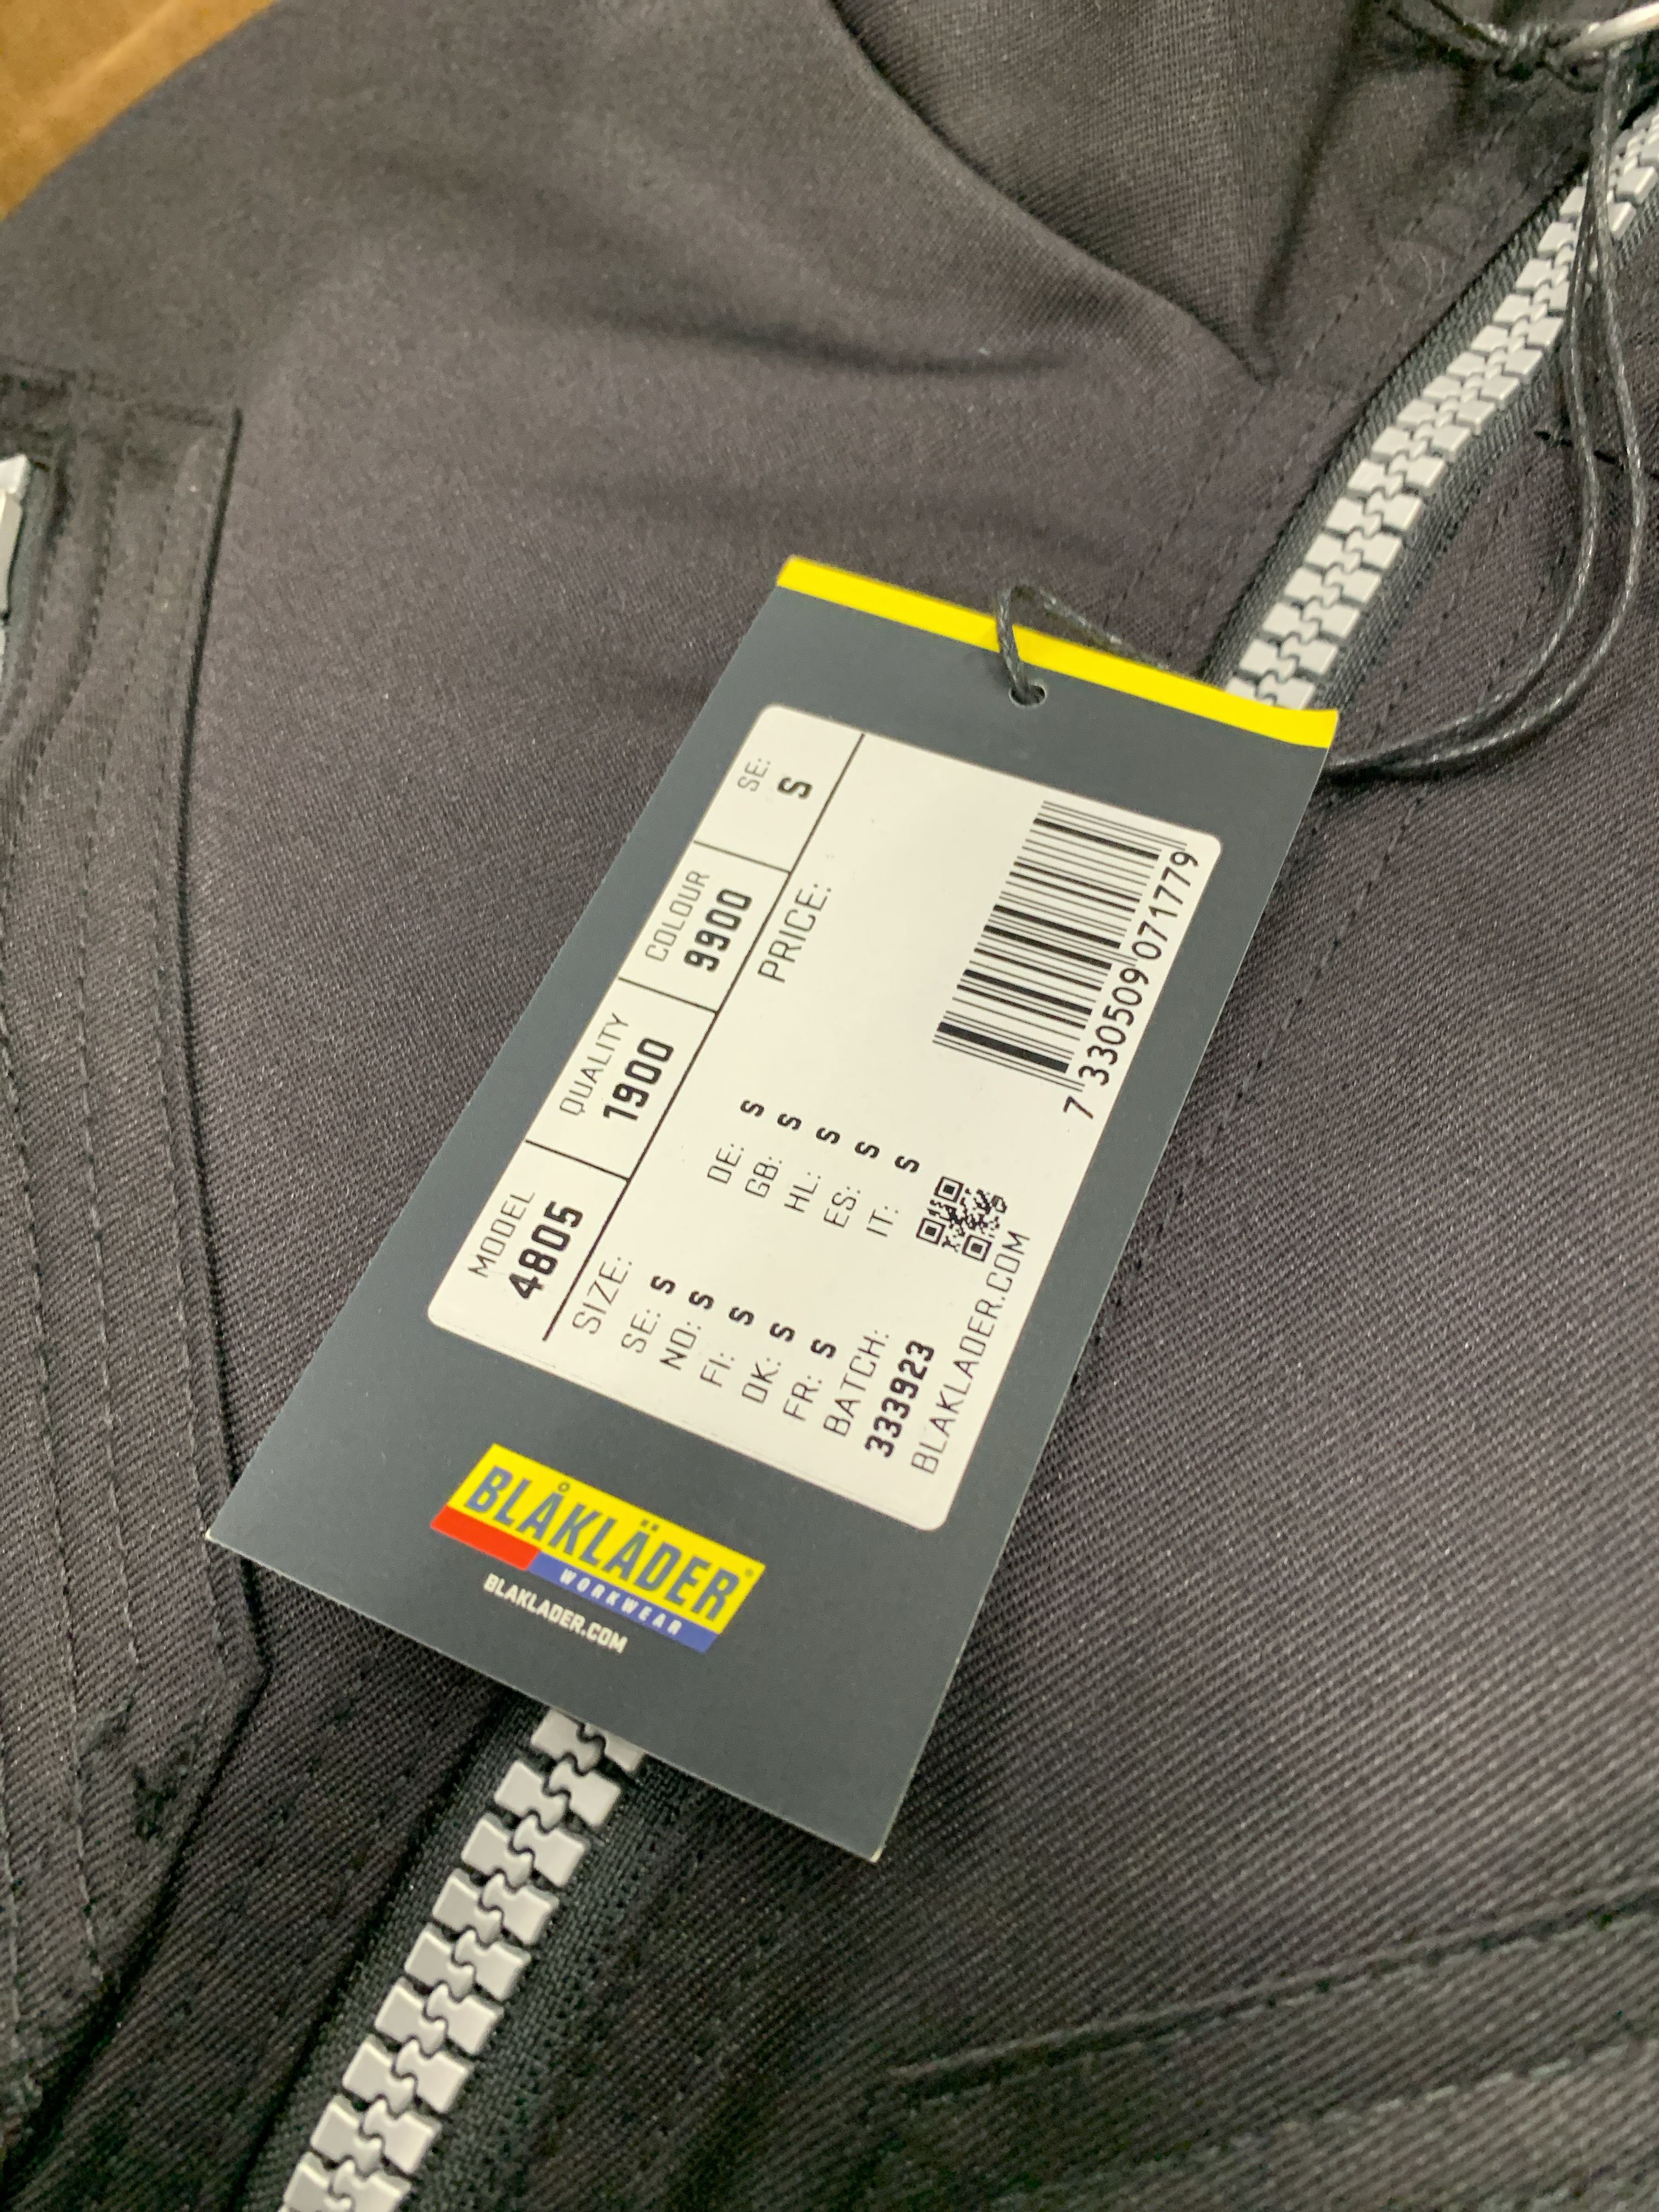 MODEL QUALITY COLOUR SE:
4805 1900 9900 S
SIZE: PRICE:
SE: S DE: S
NO: S GB: S
FI: S HL: S
DK: S ES: S
FR: S IT: S
BATCH:
333923
BLAKLADER.COM
7 330509 071779
BLÅKLÄDER®
WORKWEAR
BLAKLADER.COM